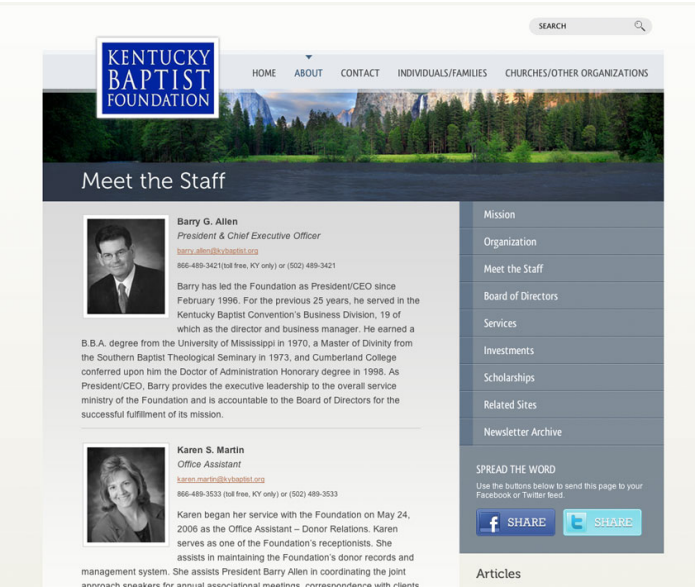 SEARCH
KENTUCKY
BAPTIST
FOUNDATION
HOME ABOUT CONTACT INDIVIDUALS/FAMILIES CHURCHES/OTHER ORGANIZATIONS
Meet the Staff
Barry G. Allen
President & Chief Executive Officer
barry.allen@kybaptist.org
866-489-3421(toll free, KY only) or (502) 489-3421
Barry has led the Foundation as President/CEO since
February 1996. For the previous 25 years, he served in the
Kentucky Baptist Convention's Business Division, 19 of
which as the director and business manager. He earned a
B.B.A. degree from the University of Mississippi in 1970, a Master of Divinity from
the Southern Baptist Theological Seminary in 1973, and Cumberland College
conferred upon him the Doctor of Administration Honorary degree in 1998. As
President/CEO, Barry provides the executive leadership to the overall service
ministry of the Foundation and is accountable to the Board of Directors for the
successful fulfillment of its mission.
Karen S. Martin
Office Assistant
karen.martin@kybaptist.org
866-489-3533 (toll free, KY only) or (502) 489-3533
Karen began her service with the Foundation on May 24,
2006 as the Office Assistant – Donor Relations. Karen
serves as one of the Foundation's receptionists. She
assists in maintaining the Foundation's donor records and
management system. She assists President Barry Allen in coordinating the joint
approach speakers for annual associational meetings, correspondence with clients
Mission
Organization
Meet the Staff
Board of Directors
Services
Investments
Scholarships
Related Sites
Newsletter Archive
SPREAD THE WORD
Use the buttons below to send this page to your
Facebook or Twitter feed.
f SHARE t SHARE
Articles